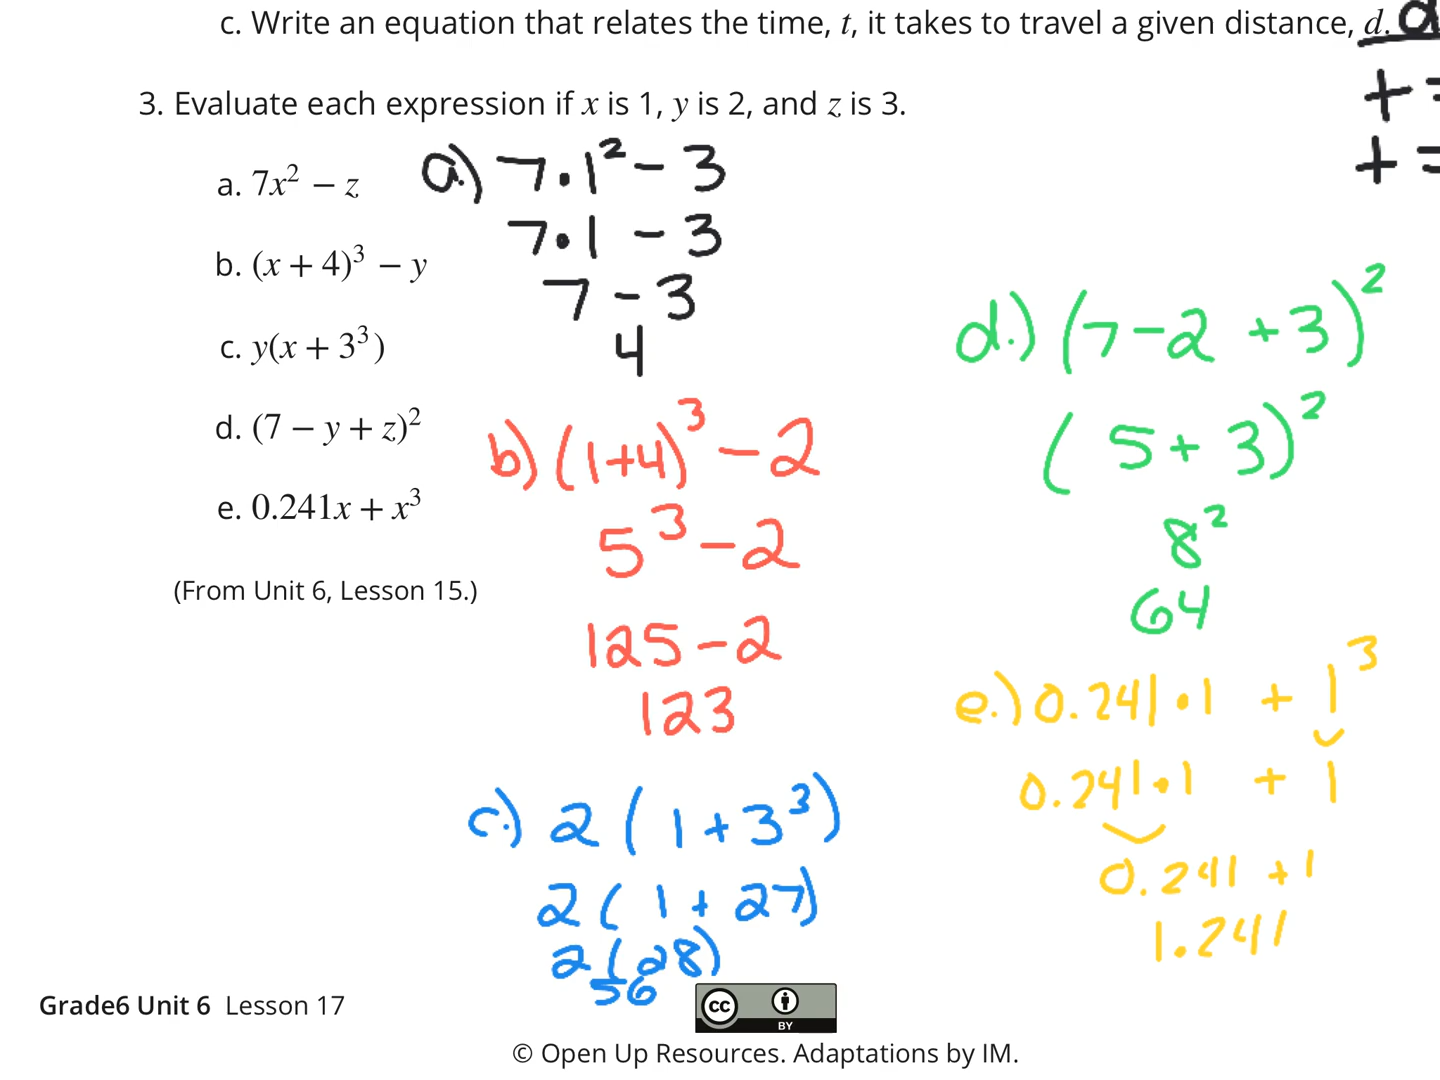 c. Write an equation that relates the time, t, it takes to travel a given distance, d.
d
t =
t =
3. Evaluate each expression if x is 1, y is 2, and z is 3.
a. 7x² − z
b. (x + 4)³ − y
c. y(x + 3³)
d. (7 − y + z)²
e. 0.241x + x³
(From Unit 6, Lesson 15.)
a.) 7·1² − 3
7·1 − 3
7 − 3
4
b) (1+4)³ − 2
5³ − 2
125 − 2
123
c.) 2(1+3³)
2(1+27)
2(28)
56
d.) (7−2+3)²
(5+3)²
8²
64
e.) 0.241·1 + 1³
0.241·1 + 1
0.241 + 1
1.241
Grade6 Unit 6 Lesson 17
cc
BY
© Open Up Resources. Adaptations by IM.